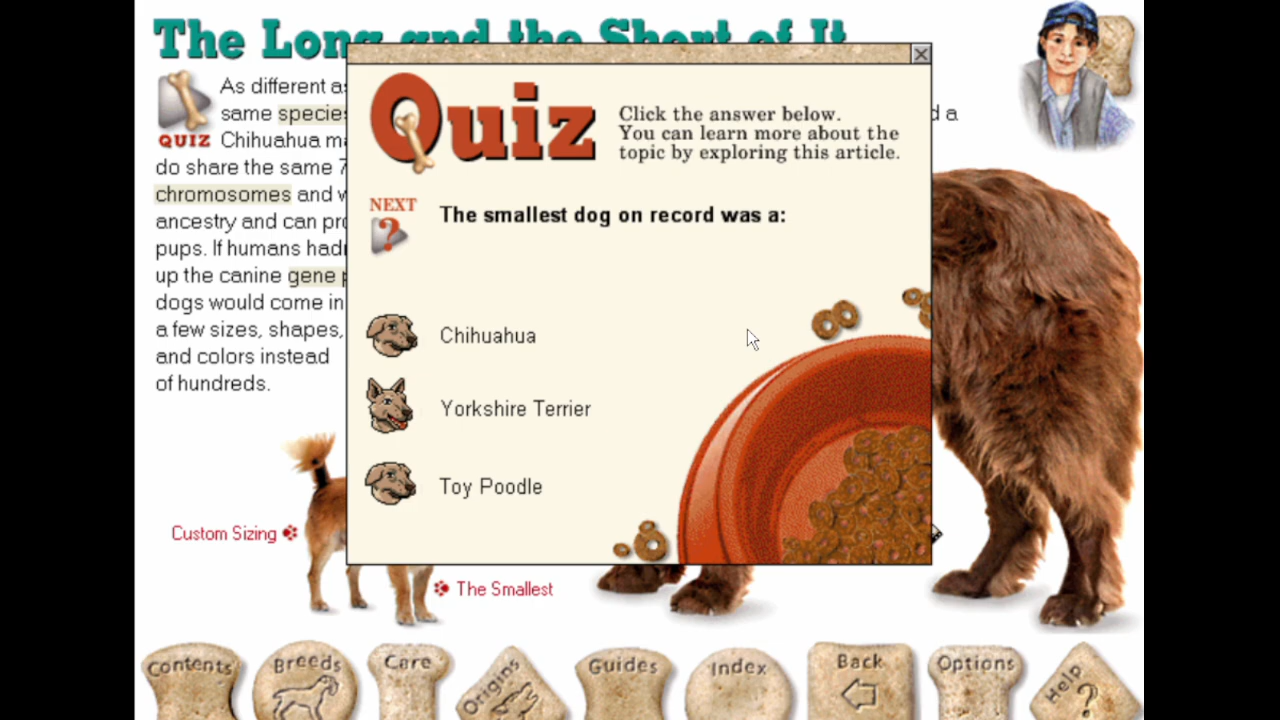 The Long and the Short of It
As different as
same species
d a
QUIZ
Chihuahua ma
do share the same 7
chromosomes and w
ancestry and can pro
pups. If humans hadn
up the canine gene p
dogs would come in
a few sizes, shapes,
and colors instead
of hundreds.
Quiz
Click the answer below.
You can learn more about the
topic by exploring this article.
NEXT
?
The smallest dog on record was a:
Chihuahua
Yorkshire Terrier
Toy Poodle
Custom Sizing
The Smallest
Contents
Breeds
Care
Origins
Guides
Index
Back
Options
Help
?